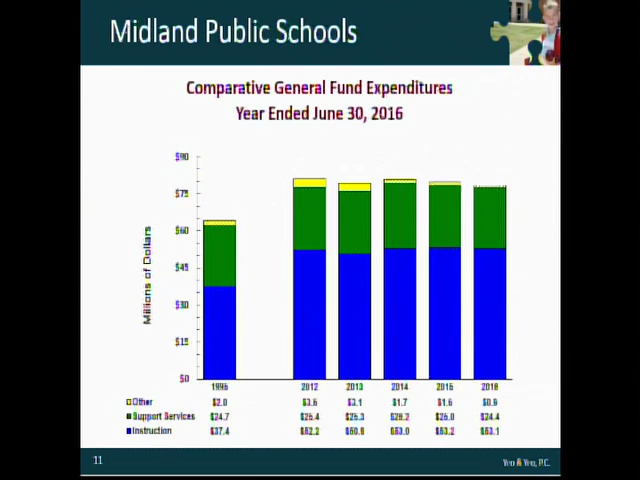 Midland Public Schools
Comparative General Fund Expenditures
Year Ended June 30, 2016
$90
$75
$60
$45
$30
$15
$0
Millions of Dollars
1995 2012 2013 2014 2015 2016
Other $2.0 $3.6 $3.1 $1.7 $1.6 $0.9
Support Services $24.7 $25.4 $25.3 $26.2 $25.0 $24.4
Instruction $37.4 $52.2 $50.8 $53.0 $53.2 $53.1
11
Yeo & Yeo, P.C.